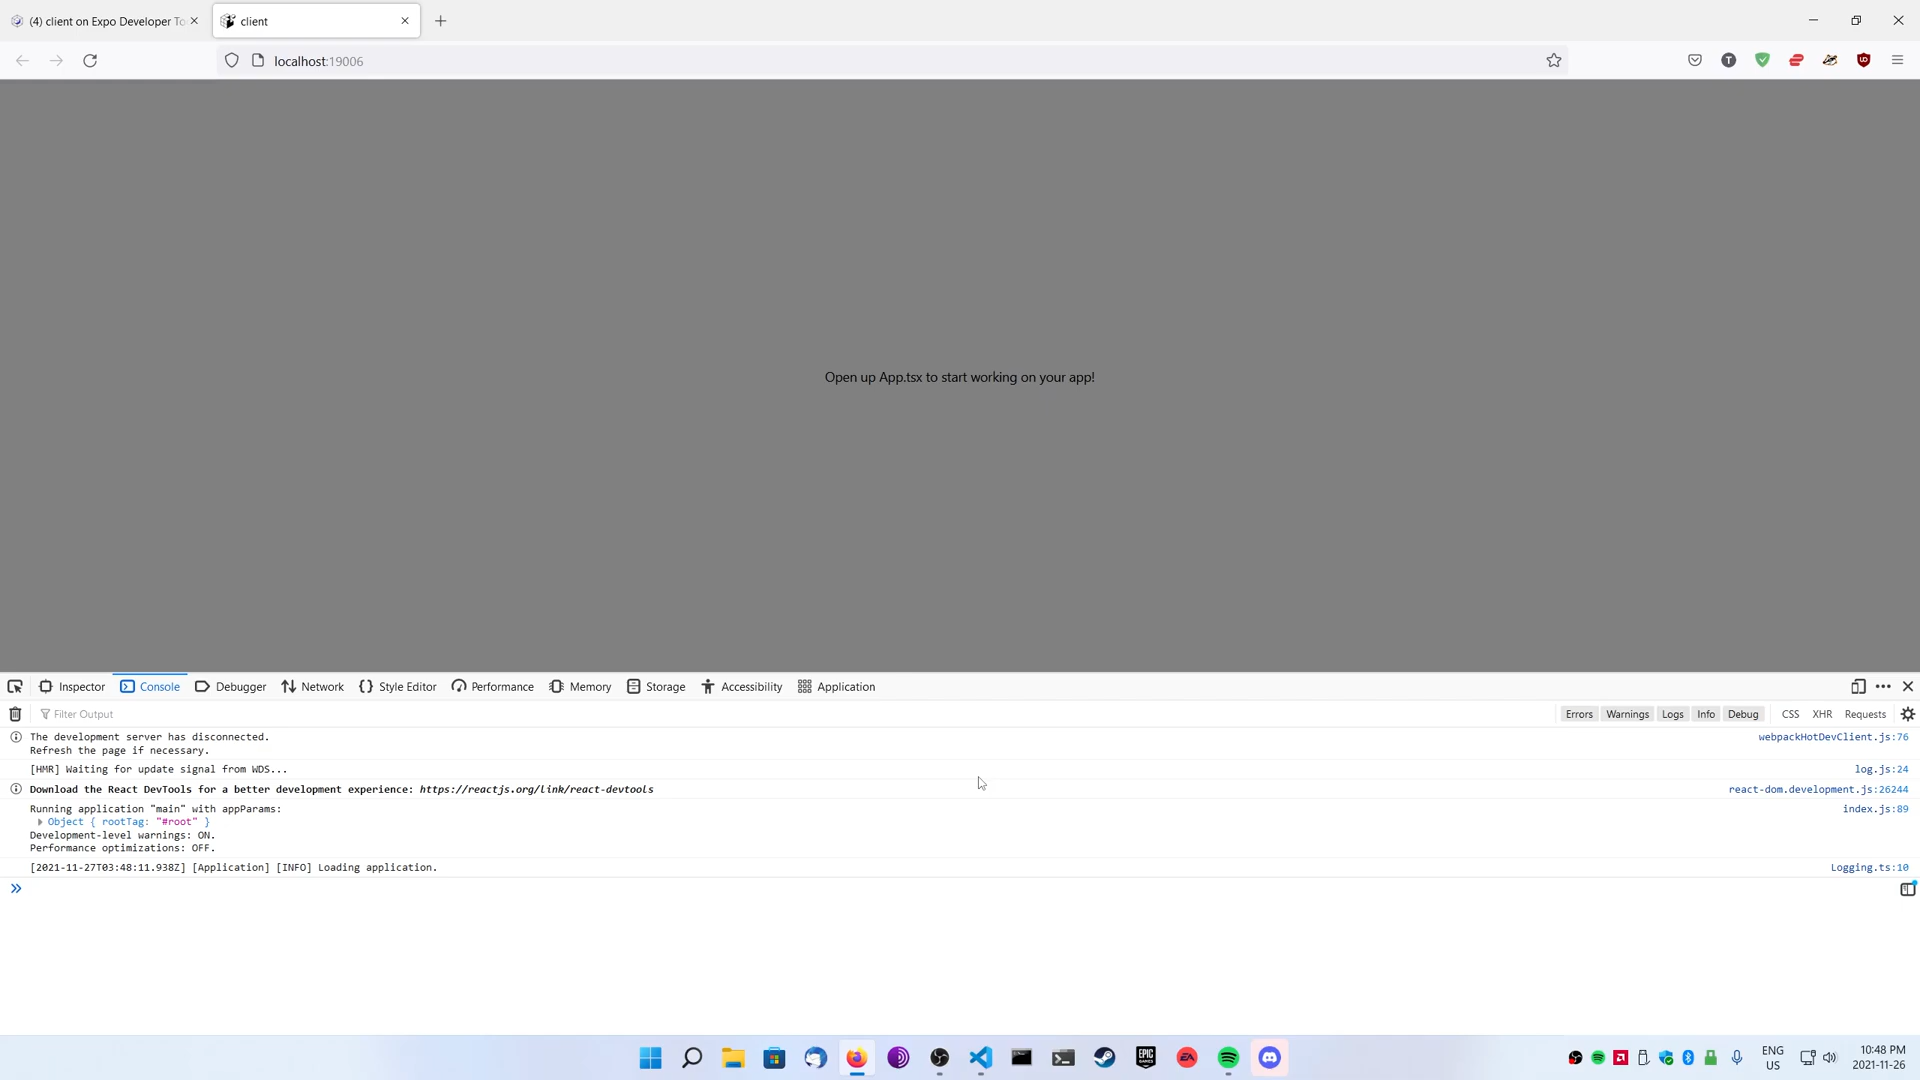 (4) client on Expo Developer To
client
localhost:19006
Open up App.tsx to start working on your app!
Inspector
Console
Debugger
Network
Style Editor
Performance
Memory
Storage
Accessibility
Application
Filter Output
Errors
Warnings
Logs
Info
Debug
CSS
XHR
Requests
The development server has disconnected.
Refresh the page if necessary.
webpackHotDevClient.js:76
[HMR] Waiting for update signal from WDS...
log.js:24
Download the React DevTools for a better development experience: https://reactjs.org/link/react-devtools
react-dom.development.js:26244
Running application "main" with appParams:
index.js:89
Object { rootTag: "#root" }
Development-level warnings: ON.
Performance optimizations: OFF.
[2021-11-27T03:48:11.938Z] [Application] [INFO] Loading application.
Logging.ts:10
EPIC
GAMES
EA
ENG
US
10:48 PM
2021-11-26